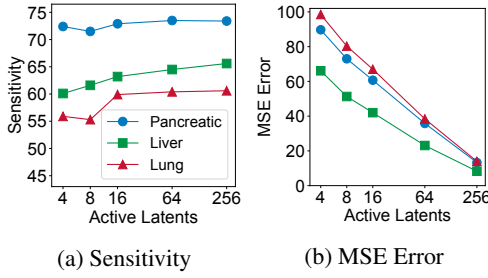 75
70
65
60
55
50
45
Sensitivity
Pancreatic
Liver
Lung
4 8 16 64 256
Active Latents
(a) Sensitivity
100
80
60
40
20
0
MSE Error
4 8 16 64 256
Active Latents
(b) MSE Error